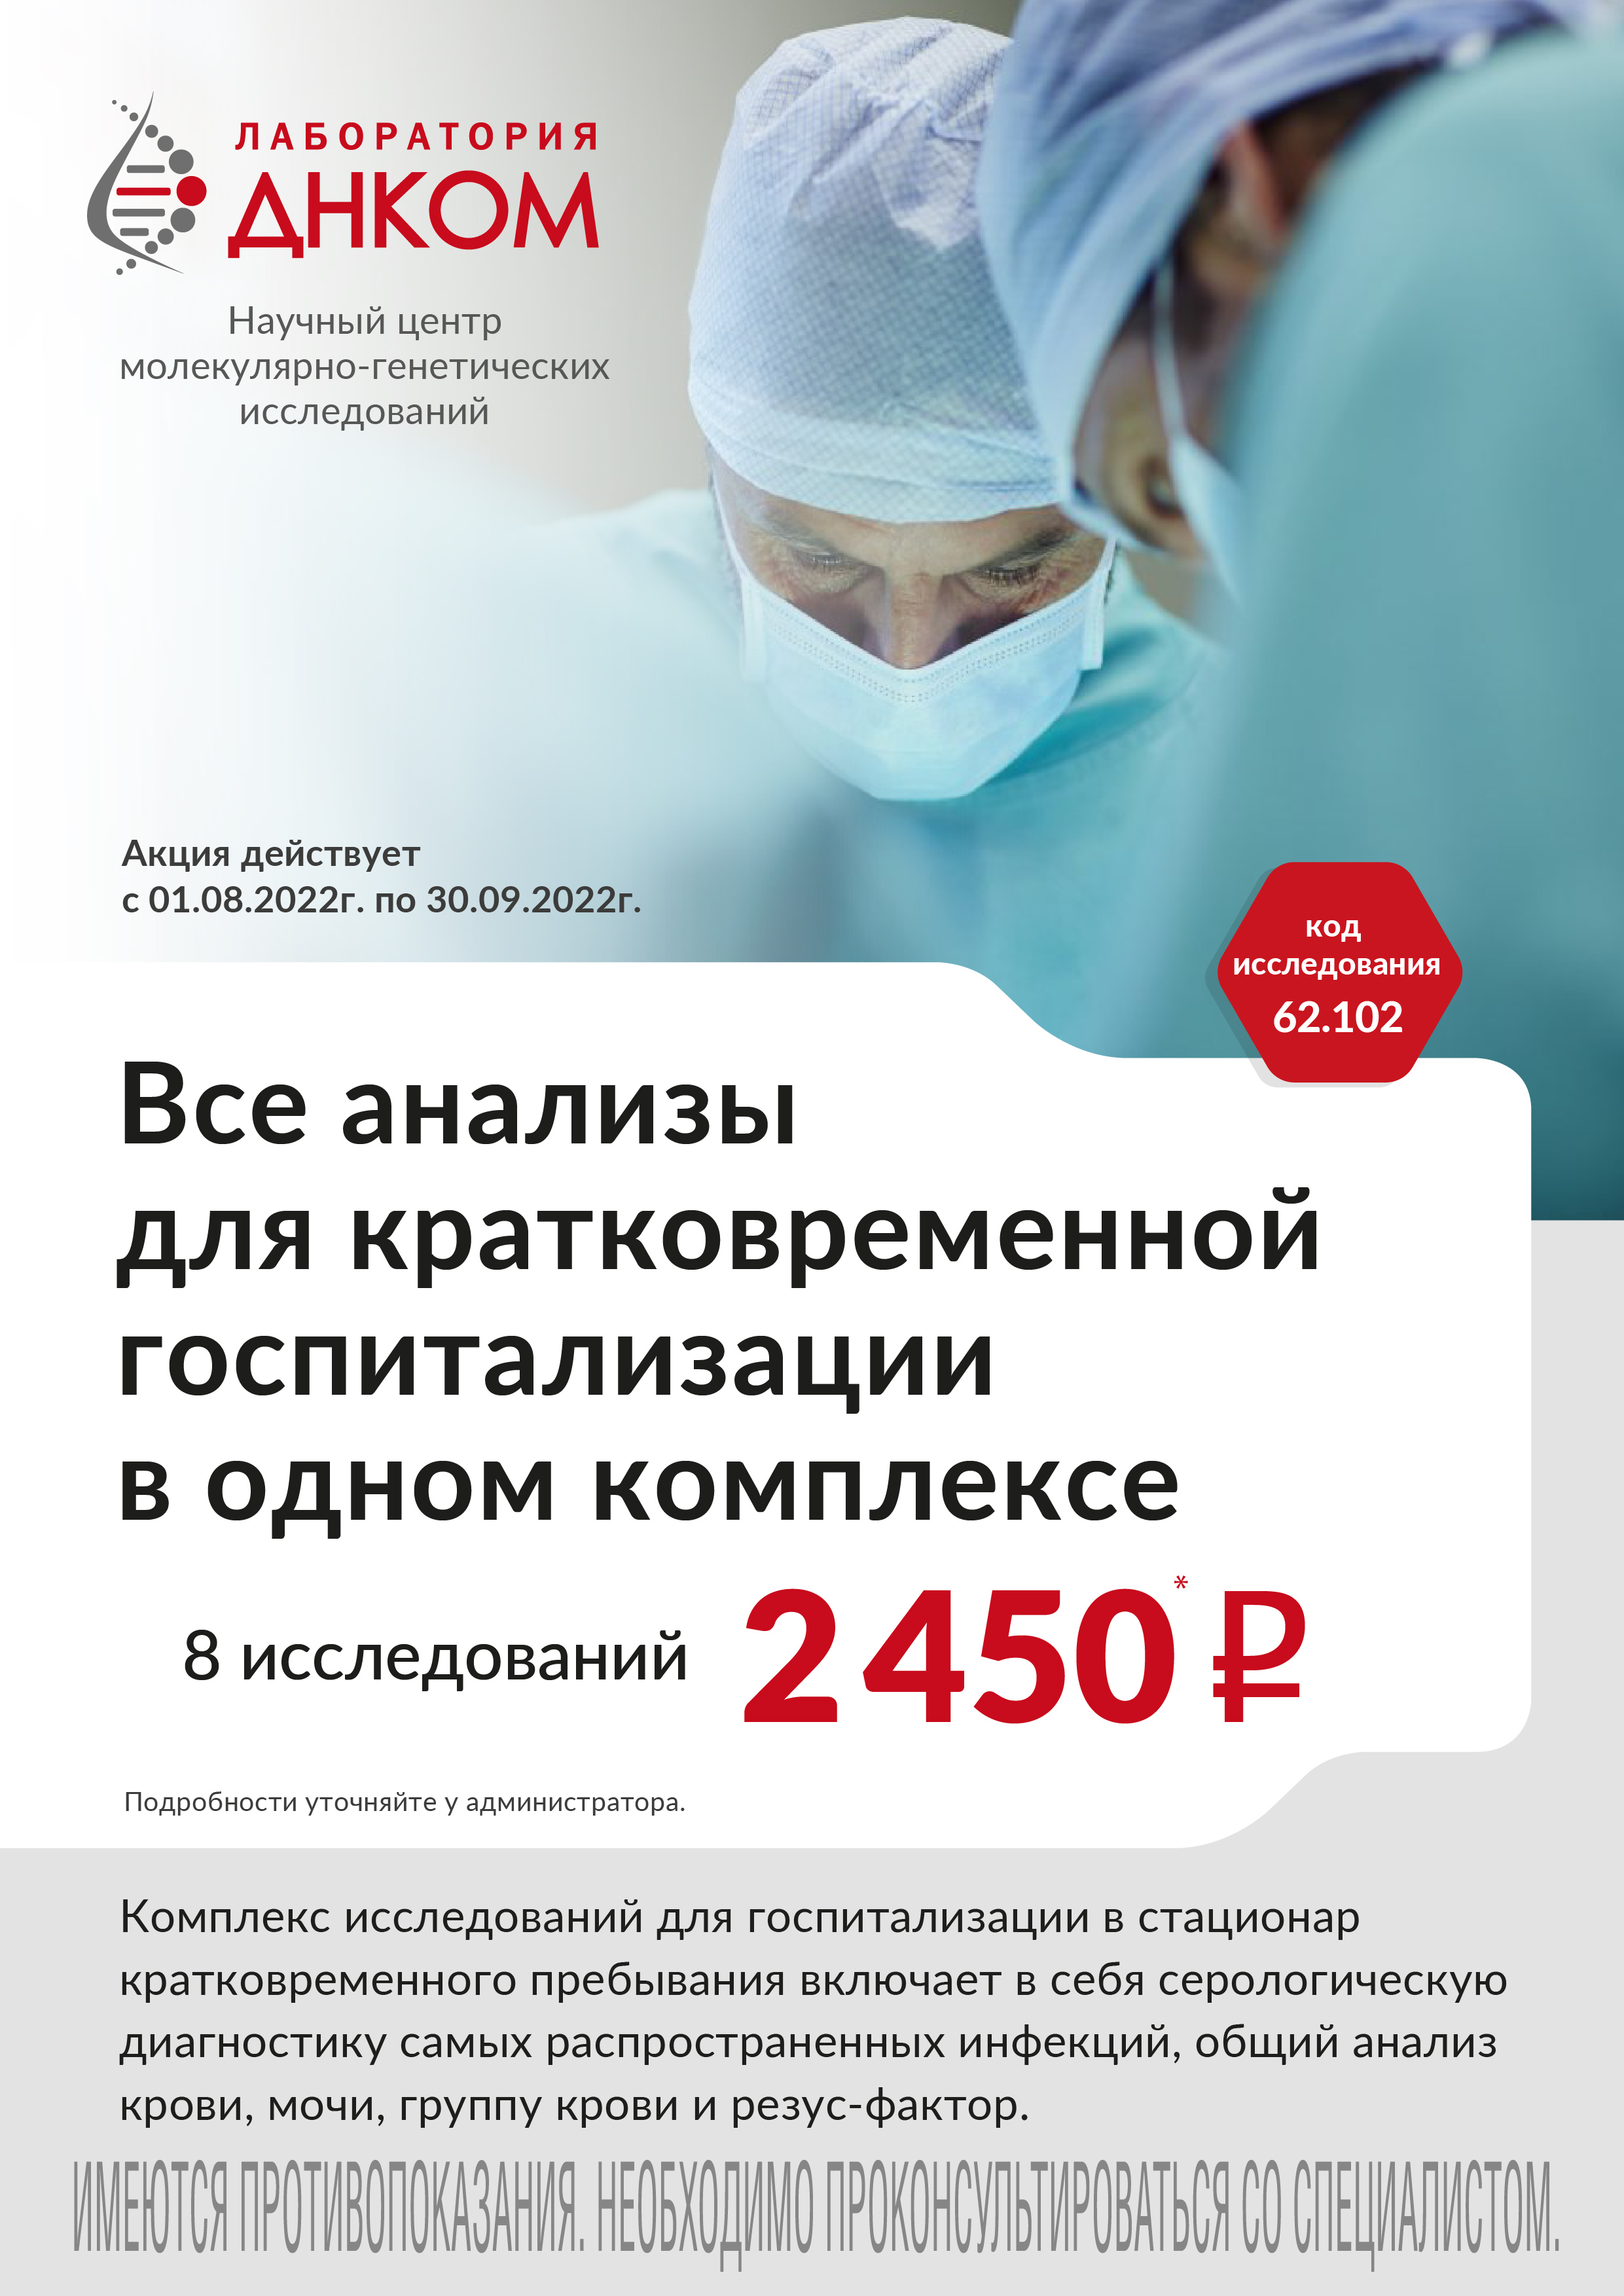 ЛАБОРАТОРИЯ
ДНКОМ
Научный центр
молекулярно-генетических
исследований
Акция действует
с 01.08.2022г. по 30.09.2022г.
код
исследования
62.102
Все анализы
для кратковременной
госпитализации
в одном комплексе
8 исследований 2 450* ₽
Подробности уточняйте у администратора.
Комплекс исследований для госпитализации в стационар
кратковременного пребывания включает в себя серологическую
диагностику самых распространенных инфекций, общий анализ
крови, мочи, группу крови и резус-фактор.
ИМЕЮТСЯ ПРОТИВОПОКАЗАНИЯ. НЕОБХОДИМО ПРОКОНСУЛЬТИРОВАТЬСЯ СО СПЕЦИАЛИСТОМ.